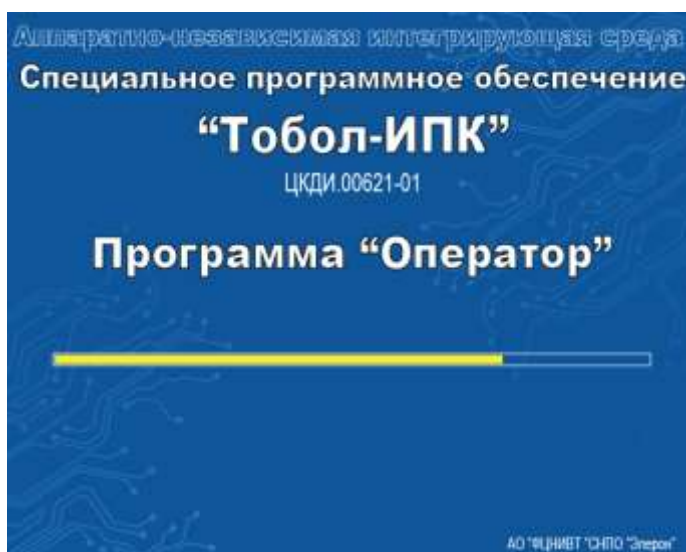 Аппаратно-независимая интегрирующая среда
Специальное программное обеспечение
“Тобол-ИПК”
ЦКДИ.00621-01
Программа “Оператор”
АО "ФЦНИВТ "СНПО "Элерон"